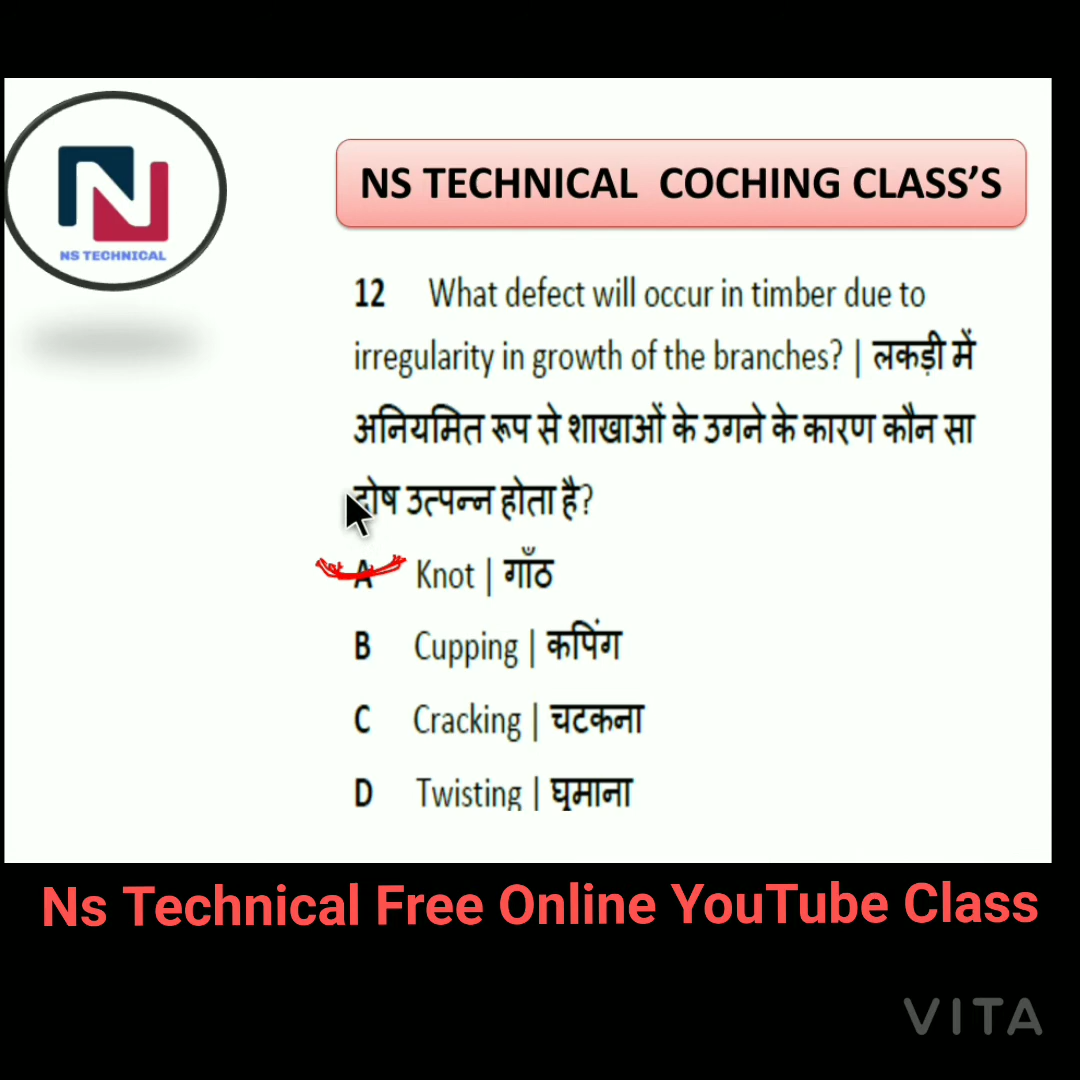 NS TECHNICAL
NS TECHNICAL COCHING CLASS'S
12 What defect will occur in timber due to
irregularity in growth of the branches? | लकड़ी में
अनियमित रूप से शाखाओं के उगने के कारण कौन सा
दोष उत्पन्न होता है?
A Knot | गाँठ
B Cupping | कपिंग
C Cracking | चटकना
D Twisting | घूमाना
Ns Technical Free Online YouTube Class
VITA